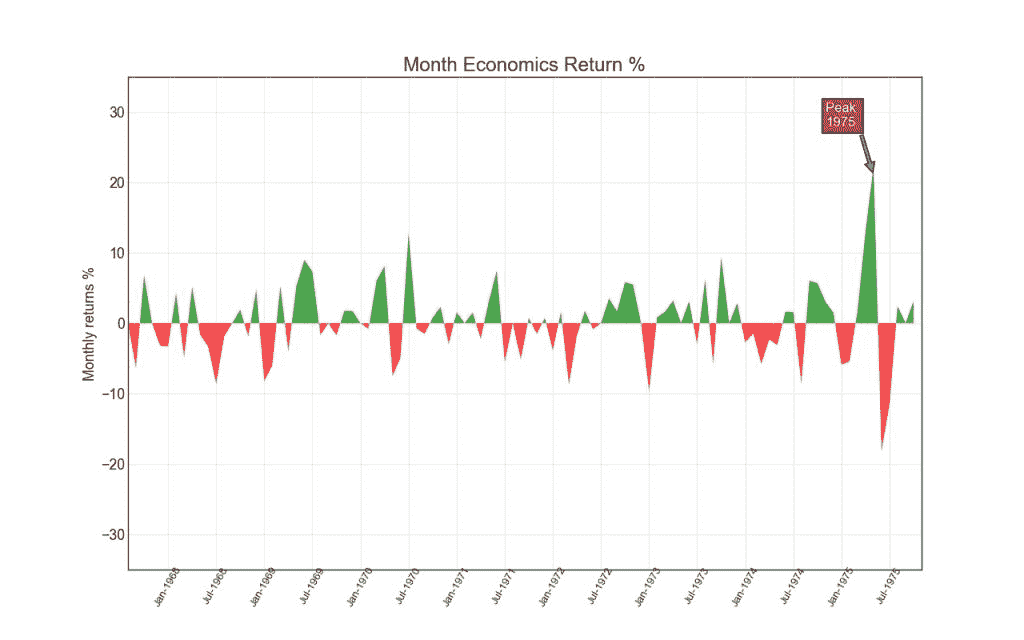 Month Economics Return %
Peak
1975
Monthly returns %
30
20
10
0
−10
−20
−30
Jan-1968
Jul-1968
Jan-1969
Jul-1969
Jan-1970
Jul-1970
Jan-1971
Jul-1971
Jan-1972
Jul-1972
Jan-1973
Jul-1973
Jan-1974
Jul-1974
Jan-1975
Jul-1975